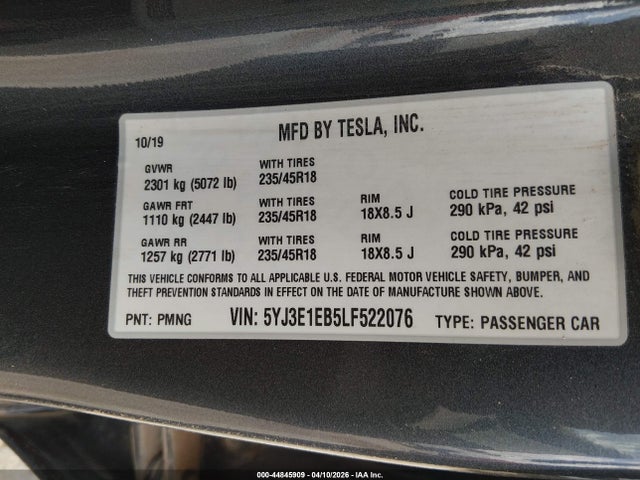 10/19 MFD BY TESLA, INC.
GVWR WITH TIRES
2301 kg (5072 lb) 235/45R18
GAWR FRT WITH TIRES RIM COLD TIRE PRESSURE
1110 kg (2447 lb) 235/45R18 18X8.5 J 290 kPa, 42 psi
GAWR RR WITH TIRES RIM COLD TIRE PRESSURE
1257 kg (2771 lb) 235/45R18 18X8.5 J 290 kPa, 42 psi
THIS VEHICLE CONFORMS TO ALL APPLICABLE U.S. FEDERAL MOTOR VEHICLE SAFETY, BUMPER, AND
THEFT PREVENTION STANDARDS IN EFFECT ON THE DATE OF MANUFACTURE SHOWN ABOVE.
PNT: PMNG VIN: 5YJ3E1EB5LF522076 TYPE: PASSENGER CAR
000-44845909 - 04/10/2026 - IAA Inc.